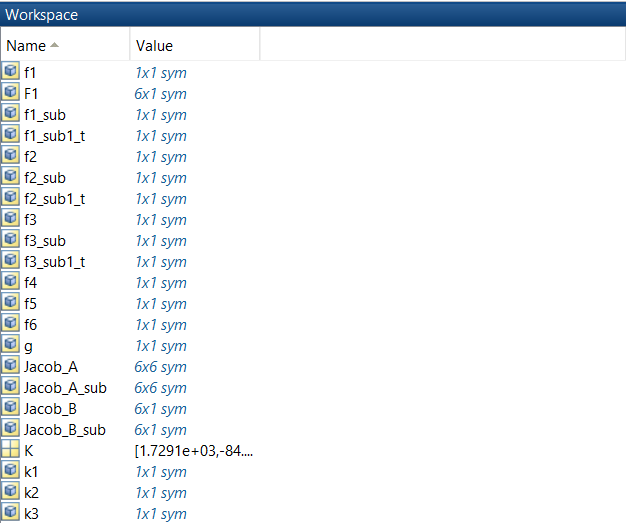 Workspace
Name Value
f1 1x1 sym
F1 6x1 sym
f1_sub 1x1 sym
f1_sub1_t 1x1 sym
f2 1x1 sym
f2_sub 1x1 sym
f2_sub1_t 1x1 sym
f3 1x1 sym
f3_sub 1x1 sym
f3_sub1_t 1x1 sym
f4 1x1 sym
f5 1x1 sym
f6 1x1 sym
g 1x1 sym
Jacob_A 6x6 sym
Jacob_A_sub 6x6 sym
Jacob_B 6x1 sym
Jacob_B_sub 6x1 sym
K [1.7291e+03,-84....
k1 1x1 sym
k2 1x1 sym
k3 1x1 sym